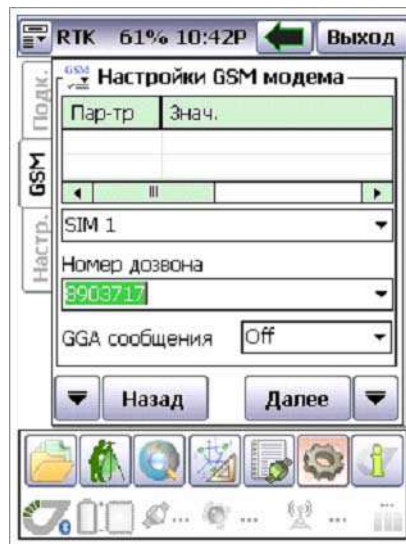 RTK 61% 10:42P Выход
Подк.
GSM
Настр.
GSM Настройки GSM модема
Пар-тр Знач.
SIM 1
Номер дозвона
8903717
GGA сообщения Off
Назад Далее